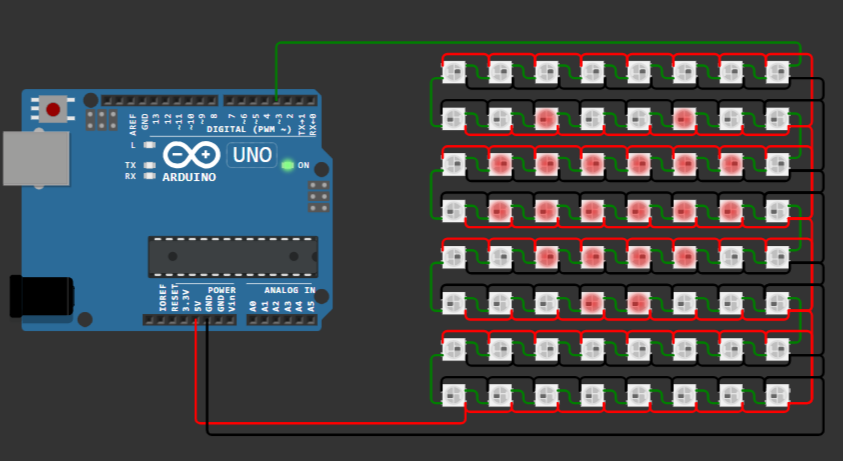 AREF
GND
13
12
~11
~10
~9
8
7
~6
~5
4
~3
2
TX→1
RX←0
DIGITAL (PWM ~)
L
UNO
TX
RX
ON
ARDUINO
IOREF
RESET
3.3V
5V
GND
GND
Vin
POWER
ANALOG IN
A0
A1
A2
A3
A4
A5